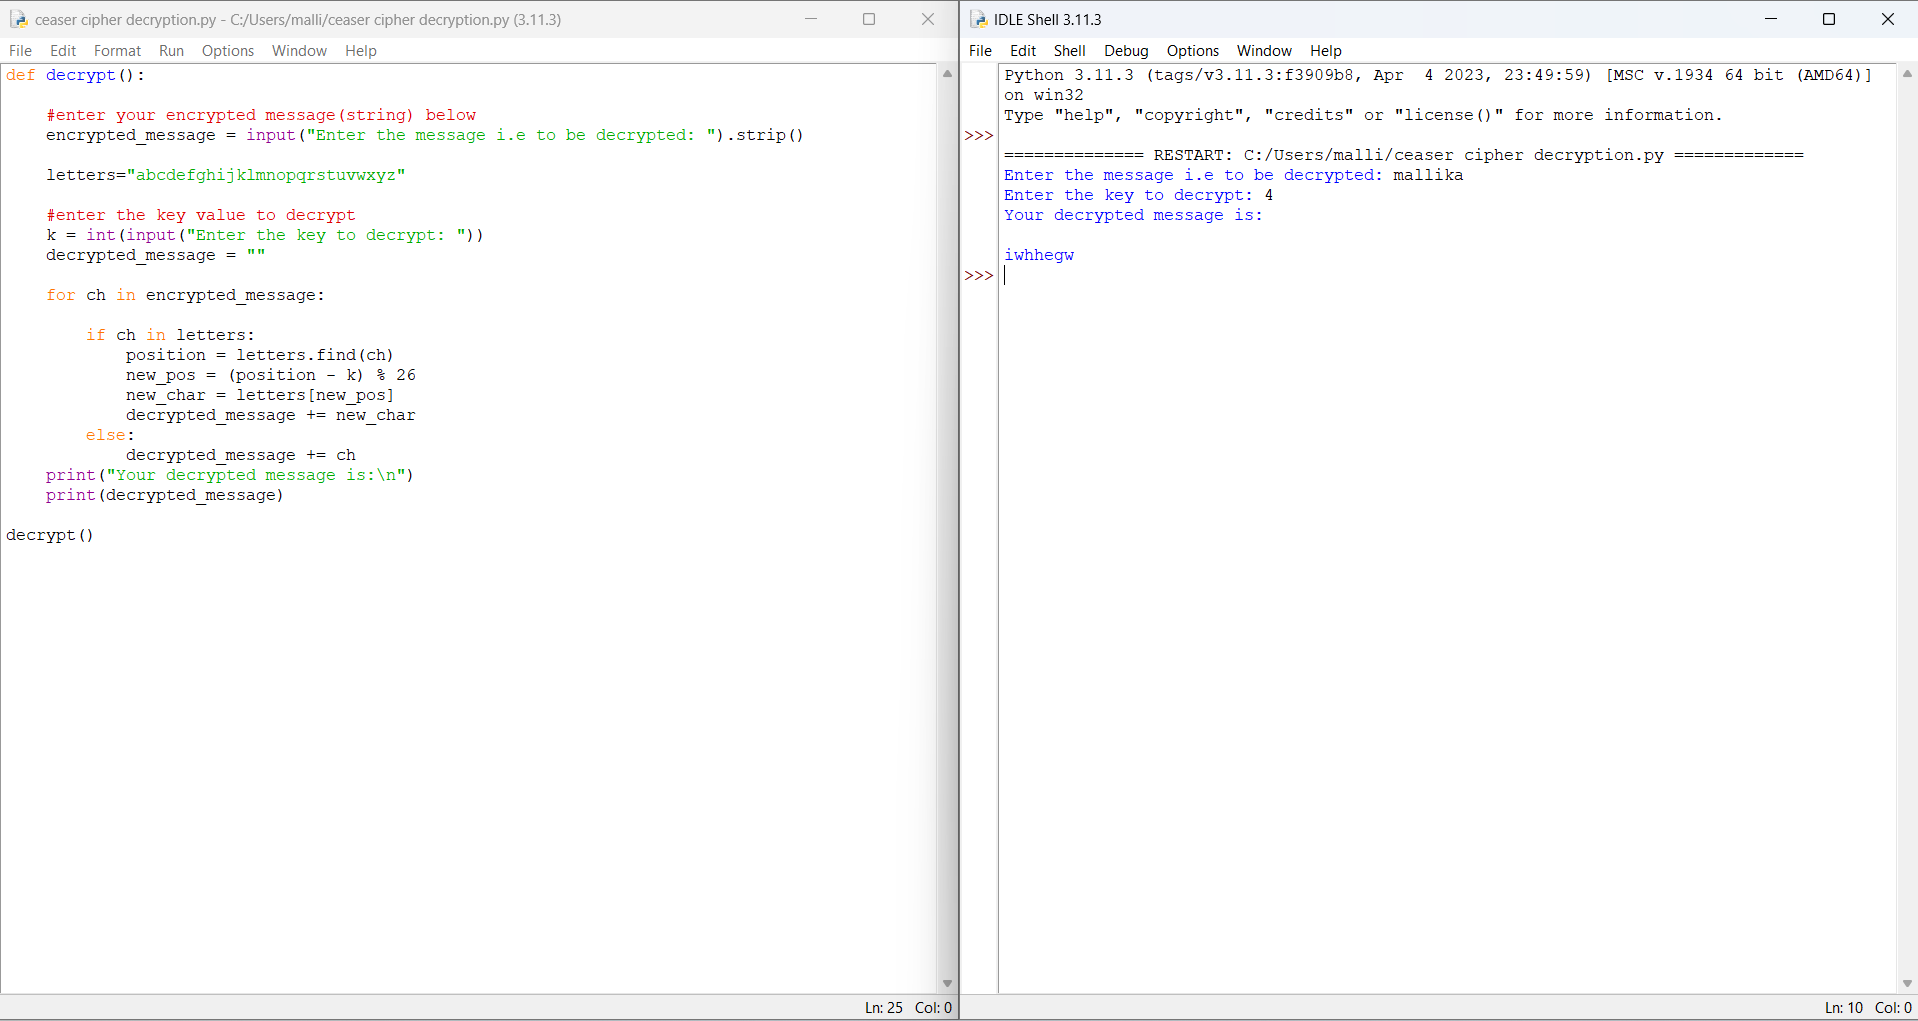 ceaser cipher decryption.py - C:/Users/malli/ceaser cipher decryption.py (3.11.3)
File Edit Format Run Options Window Help
def decrypt():
    #enter your encrypted message(string) below
    encrypted_message = input("Enter the message i.e to be decrypted: ").strip()
    letters="abcdefghijklmnopqrstuvwxyz"
    #enter the key value to decrypt
    k = int(input("Enter the key to decrypt: "))
    decrypted_message = ""
    for ch in encrypted_message:
        if ch in letters:
            position = letters.find(ch)
            new_pos = (position - k) % 26
            new_char = letters[new_pos]
            decrypted_message += new_char
        else:
            decrypted_message += ch
    print("Your decrypted message is:\n")
    print(decrypted_message)
decrypt()
Ln: 25 Col: 0
IDLE Shell 3.11.3
File Edit Shell Debug Options Window Help
Python 3.11.3 (tags/v3.11.3:f3909b8, Apr  4 2023, 23:49:59) [MSC v.1934 64 bit (AMD64)]
on win32
Type "help", "copyright", "credits" or "license()" for more information.
>>>
============== RESTART: C:/Users/malli/ceaser cipher decryption.py =============
Enter the message i.e to be decrypted: mallika
Enter the key to decrypt: 4
Your decrypted message is:
iwhhegw
>>>
Ln: 10 Col: 0